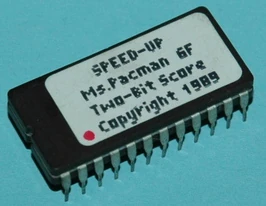 SPEED-UP
Ms.Pacman 6F
Two-Bit Score
Copyright 1989